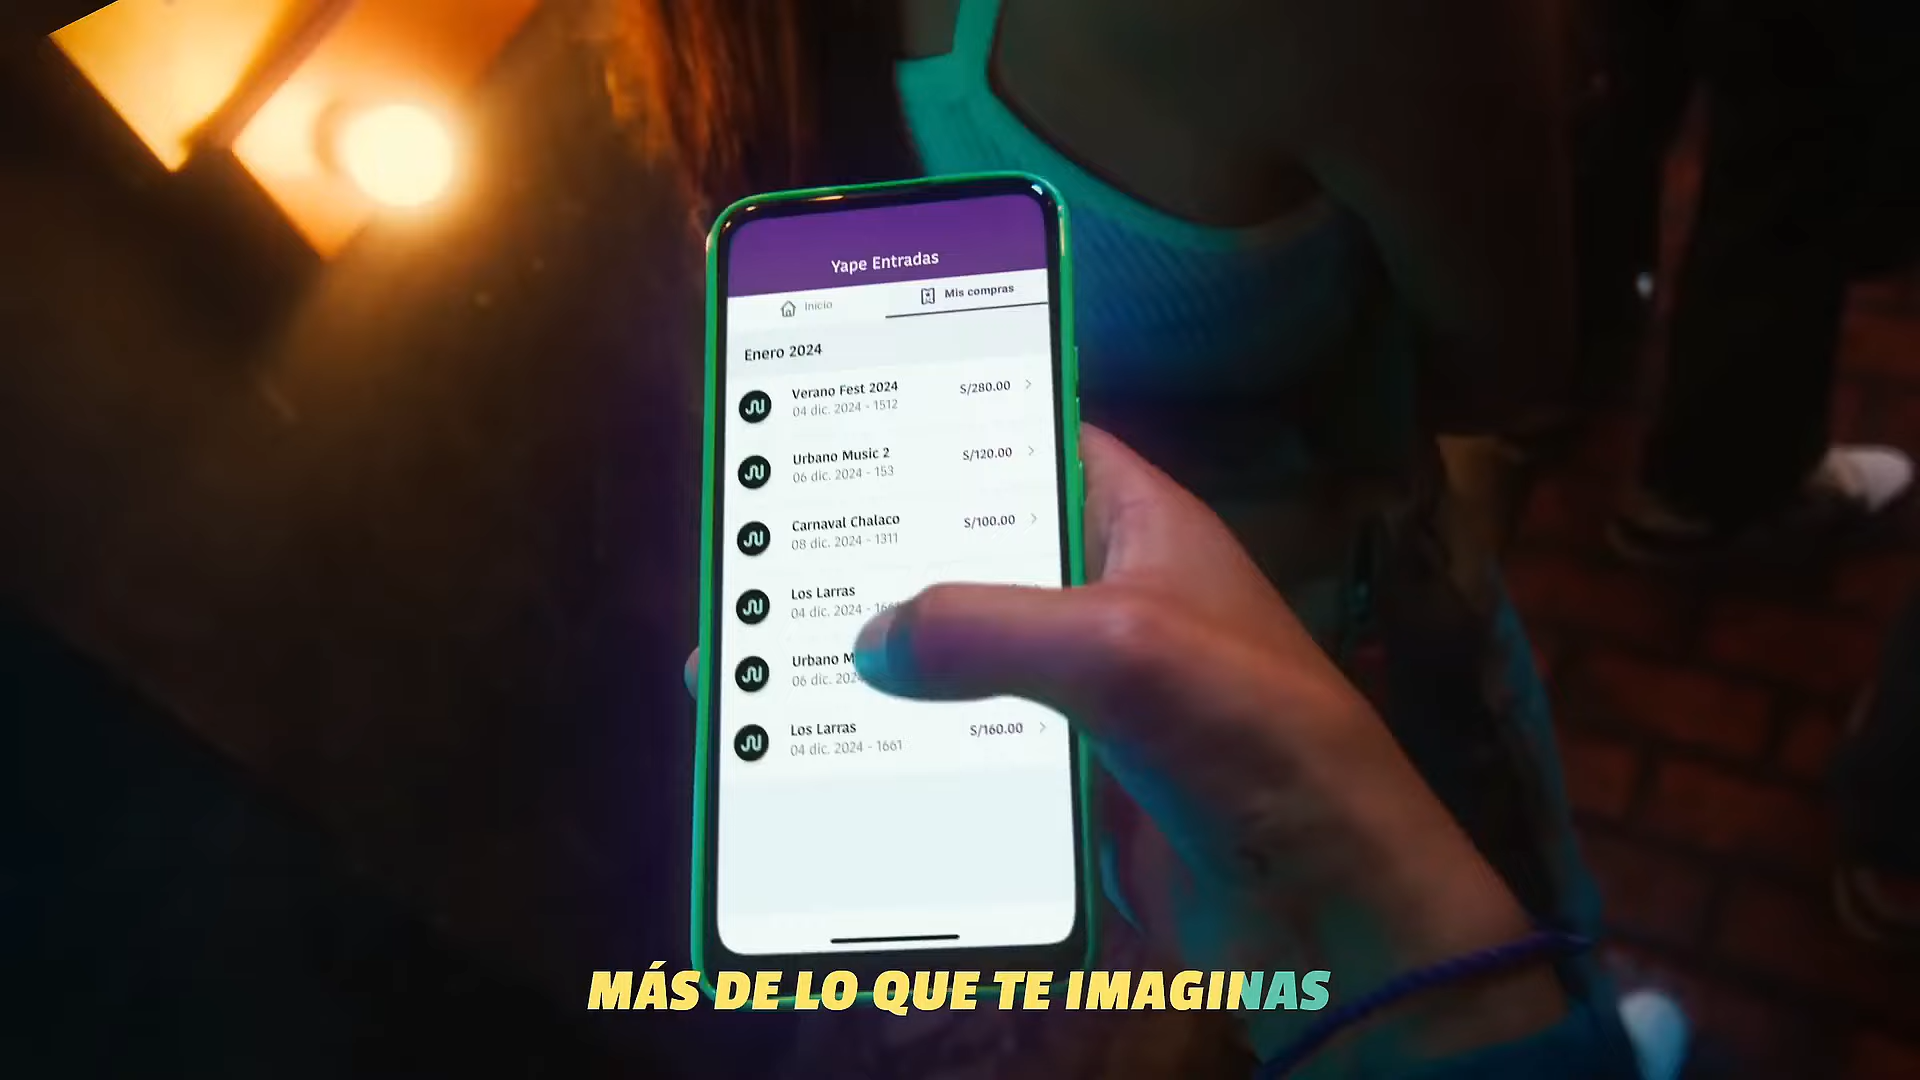 Yape Entradas
Inicio
Mis compras
Enero 2024
Verano Fest 2024
S/280.00
04 dic. 2024 - 1512
Urbano Music 2
S/120.00
06 dic. 2024 - 153
Carnaval Chalaco
S/100.00
08 dic. 2024 - 1311
Los Larras
04 dic. 2024 -
Urbano
06 dic.
Los Larras
S/160.00
04 dic. 2024 - 1661
MÁS DE LO QUE TE IMAGINAS